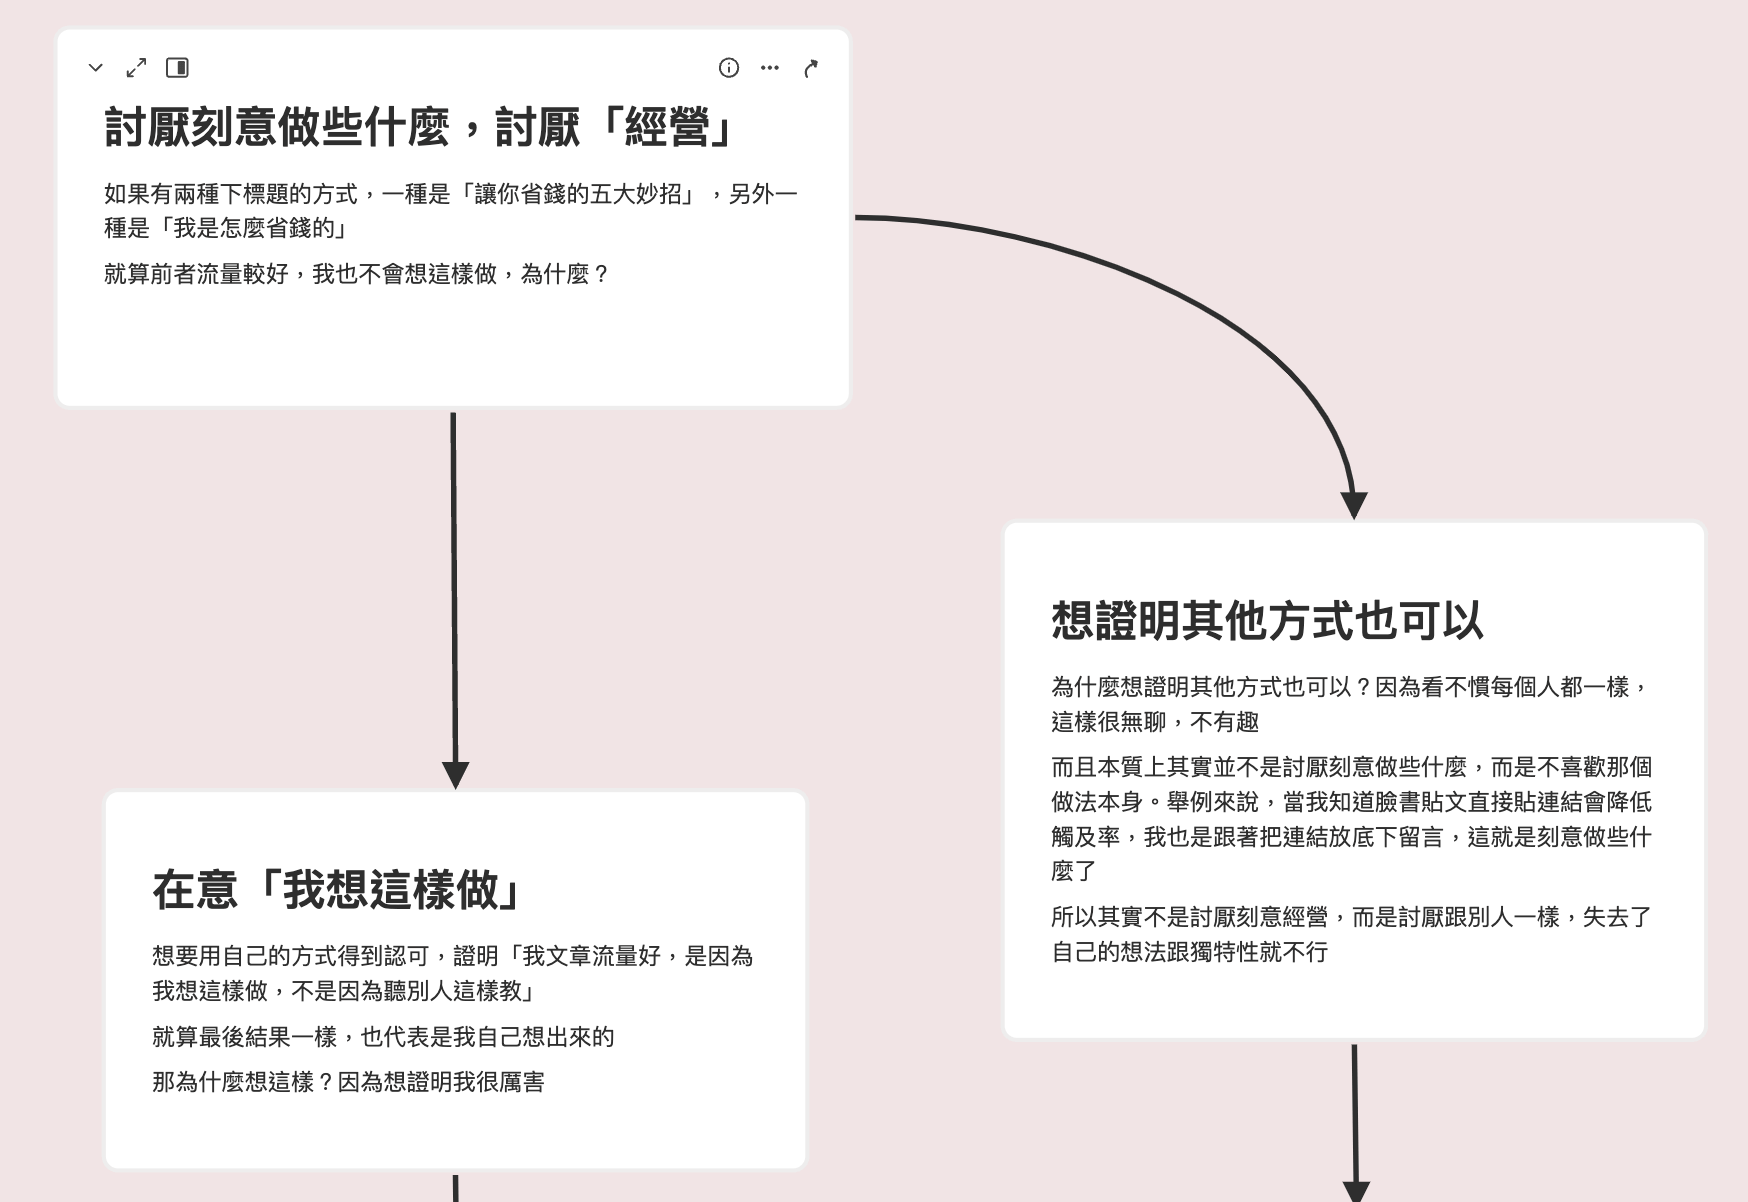 討厭刻意做些什麼，討厭「經營」
如果有兩種下標題的方式，一種是「讓你省錢的五大妙招」，另外一
種是「我是怎麼省錢的」
就算前者流量較好，我也不會想這樣做，為什麼？
想證明其他方式也可以
為什麼想證明其他方式也可以？因為看不慣每個人都一樣，
這樣很無聊，不有趣
而且本質上其實並不是討厭刻意做些什麼，而是不喜歡那個
做法本身。舉例來說，當我知道臉書貼文直接貼連結會降低
觸及率，我也是跟著把連結放底下留言，這就是刻意做些什
麼了
所以其實不是討厭刻意經營，而是討厭跟別人一樣，失去了
自己的想法跟獨特性就不行
在意「我想這樣做」
想要用自己的方式得到認可，證明「我文章流量好，是因為
我想這樣做，不是因為聽別人這樣教」
就算最後結果一樣，也代表是我自己想出來的
那為什麼想這樣？因為想證明我很厲害